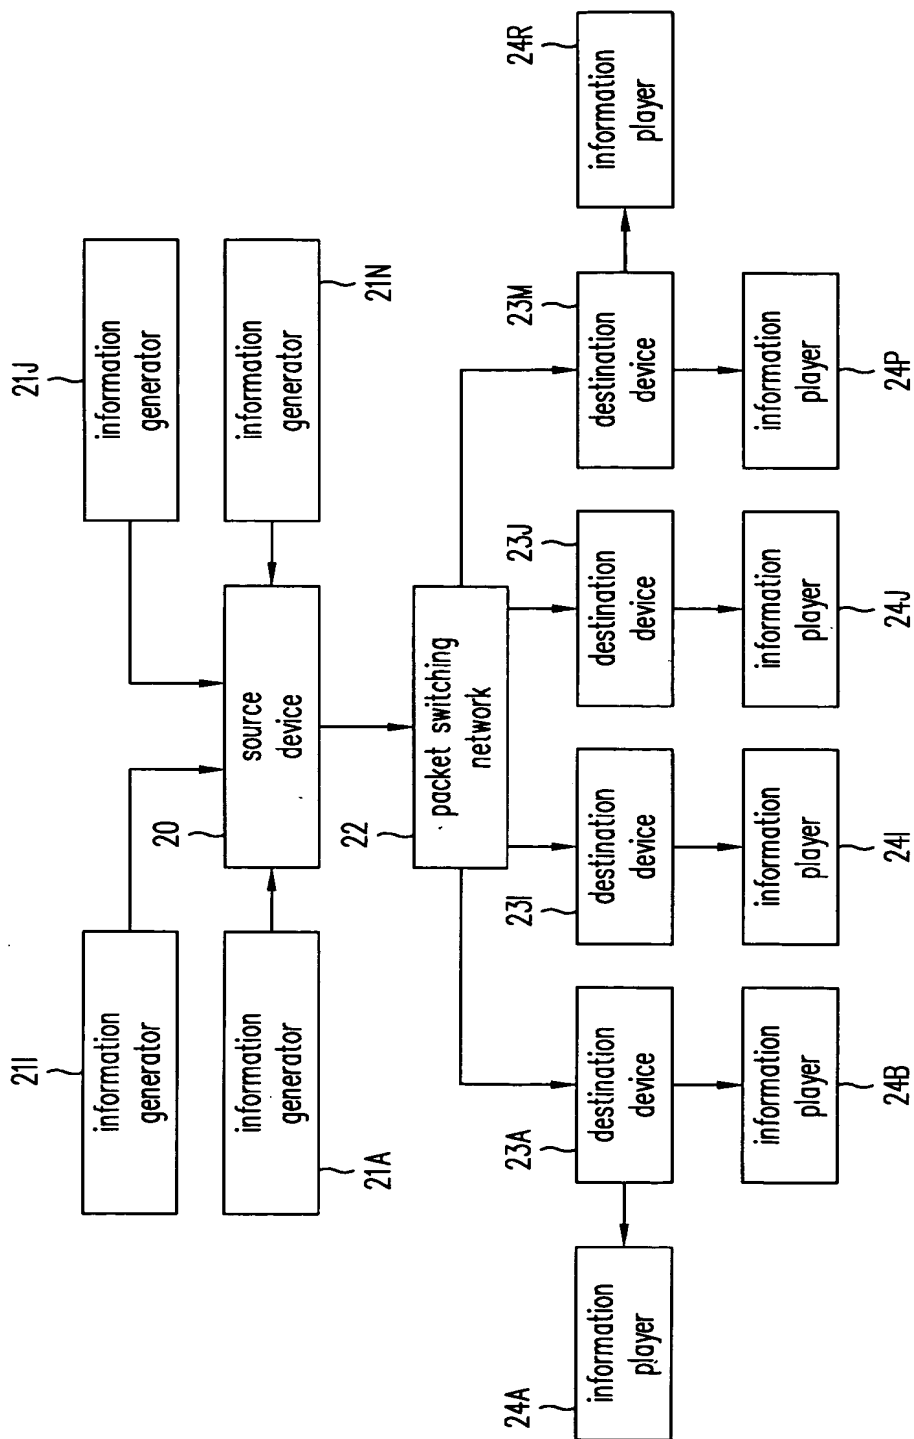 21I
information
generator
21J
information
generator
21A
information
generator
20
source
device
21N
information
generator
22
packet switching
network
24A
information
player
23A
destination
device
23I
destination
device
23J
destination
device
23M
destination
device
24R
information
player
24B
information
player
24I
information
player
24J
information
player
24P
information
player